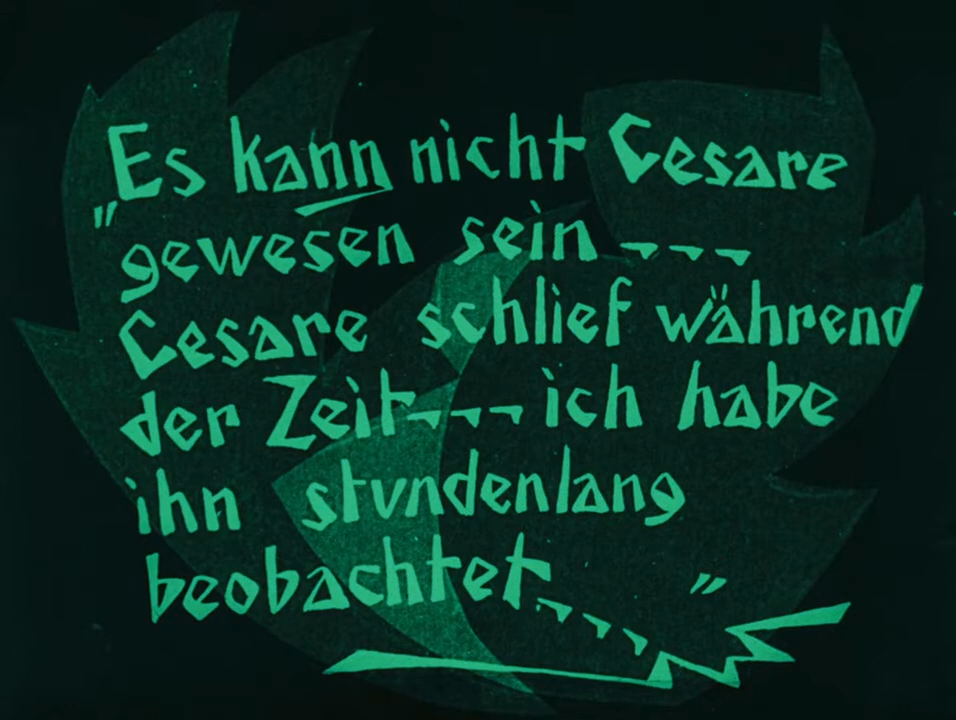 "Es kann nicht Cesare
gewesen sein ---
Cesare schlief während
der Zeit --- ich habe
ihn stundenlang
beobachtet ---- "